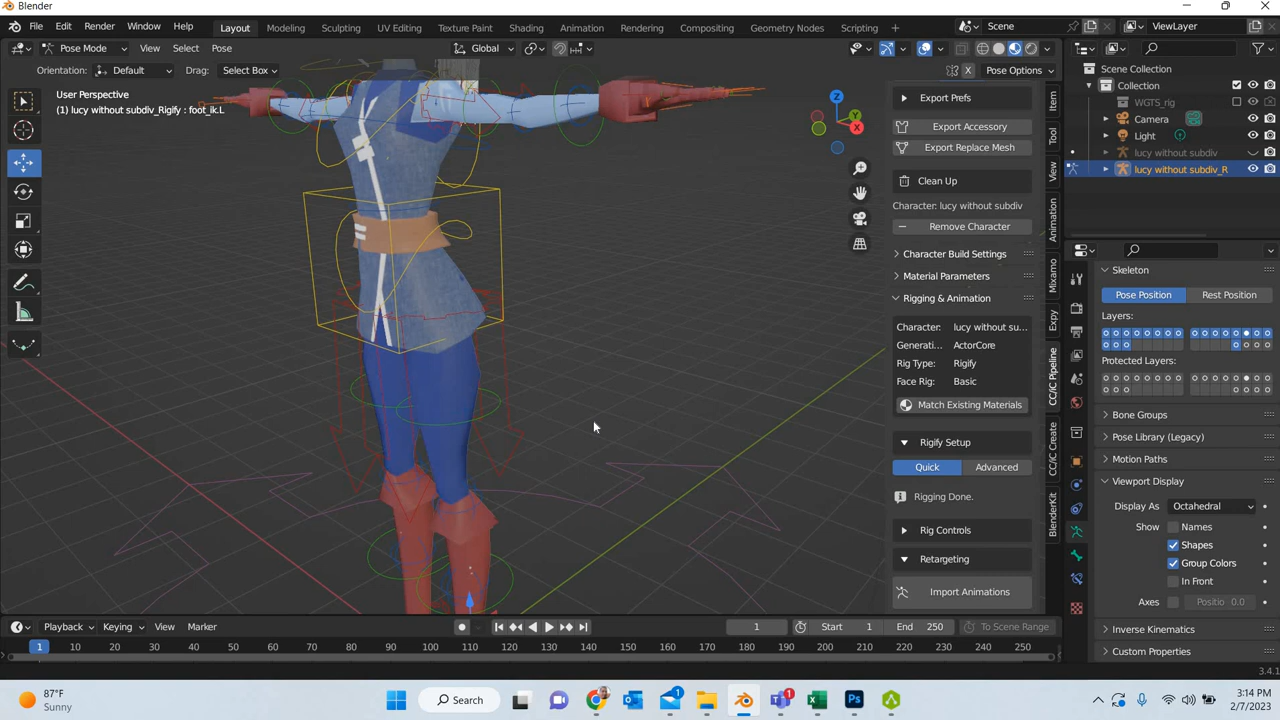 Blender
File Edit Render Window Help Layout Modeling Sculpting UV Editing Texture Paint Shading Animation Rendering Compositing Geometry Nodes Scripting + Scene ViewLayer
Pose Mode View Select Pose Global
Orientation: Default Drag: Select Box Pose Options
User Perspective
(1) lucy without subdiv_Rigify : foot_ik.L
Z
Y
X
Export Prefs
Export Accessory
Export Replace Mesh
Clean Up
Character: lucy without subdiv
Remove Character
Character Build Settings
Material Parameters
Rigging & Animation
Character: lucy without su...
Generati... ActorCore
Rig Type: Rigify
Face Rig: Basic
Match Existing Materials
Rigify Setup
Quick Advanced
Rigging Done.
Rig Controls
Retargeting
Import Animations
Item
Tool
View
Animation
Mixamo
Expy
CC/iC Pipeline
CC/iC Create
BlenderKit
Scene Collection
Collection
WGTS_rig
Camera
Light
lucy without subdiv
lucy without subdiv_R
Skeleton
Pose Position Rest Position
Layers:
Protected Layers:
Bone Groups
Pose Library (Legacy)
Motion Paths
Viewport Display
Display As Octahedral
Show Names
Shapes
Group Colors
In Front
Axes Positio 0.0
Inverse Kinematics
Custom Properties
Playback Keying View Marker 1 Start 1 End 250 To Scene Range
1 10 20 30 40 50 60 70 80 90 100 110 120 130 140 150 160 170 180 190 200 210 220 230 240 250
3.4.1
87°F
Sunny
Search
1
1
3:14 PM
2/7/2023